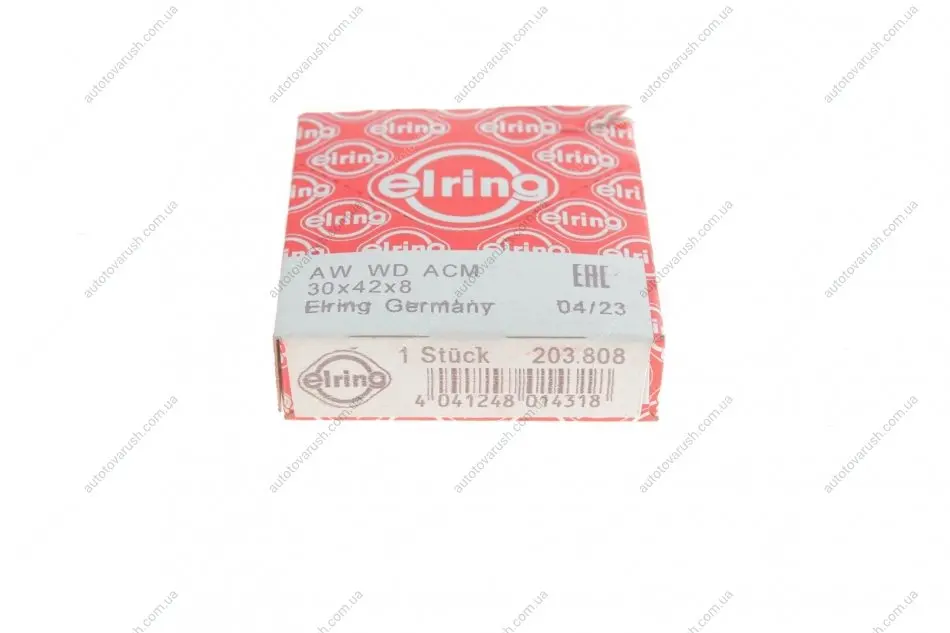 elring
AW WD ACM
30x42x8
Elring Germany
EAC
04/23
1 Stück 203.808
elring
4 041248 014318
autotovarush.com.ua